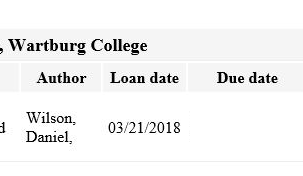 , Wartburg College
Author Loan date Due date
Wilson,
d Daniel, 03/21/2018